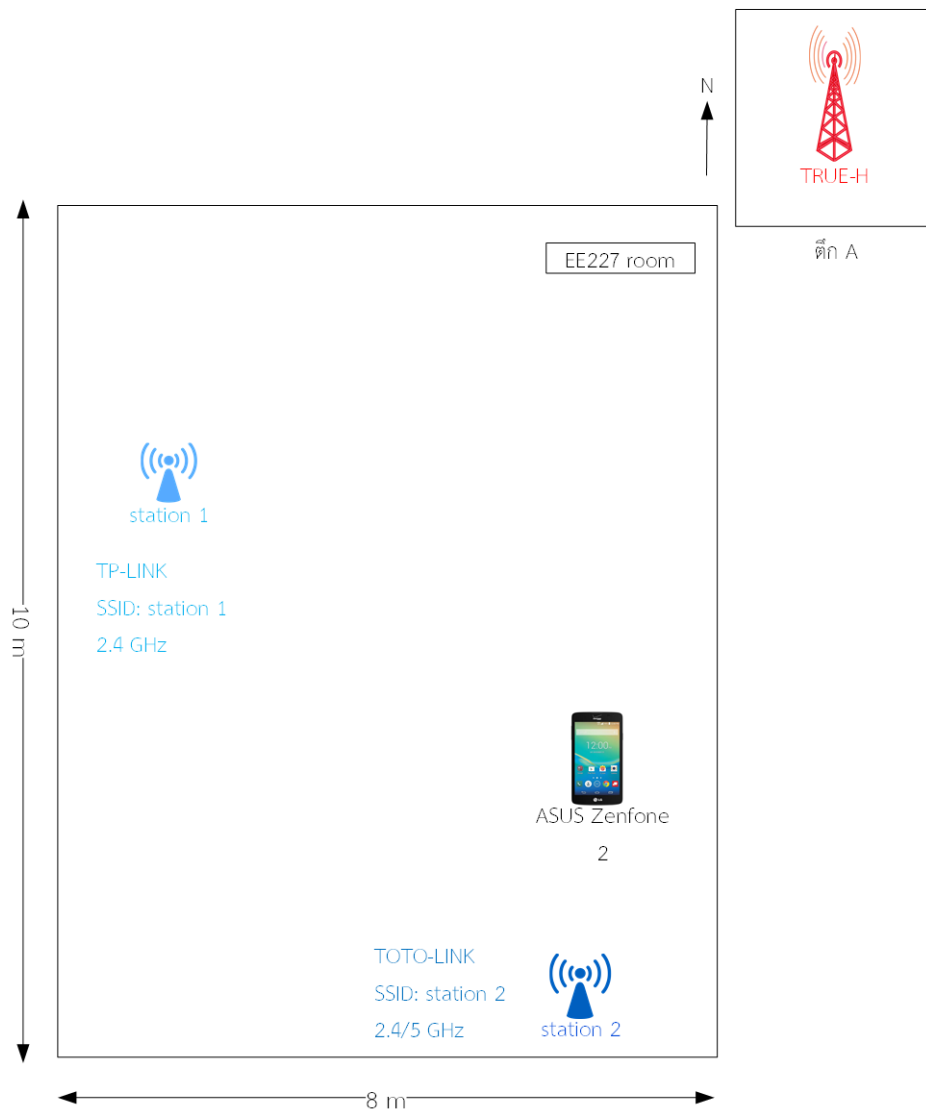 N
TRUE-H
ตึก A
EE227 room
station 1
TP-LINK
SSID: station 1
2.4 GHz
10 m
12:00
ASUS Zenfone
2
TOTO-LINK
SSID: station 2
2.4/5 GHz
station 2
8 m